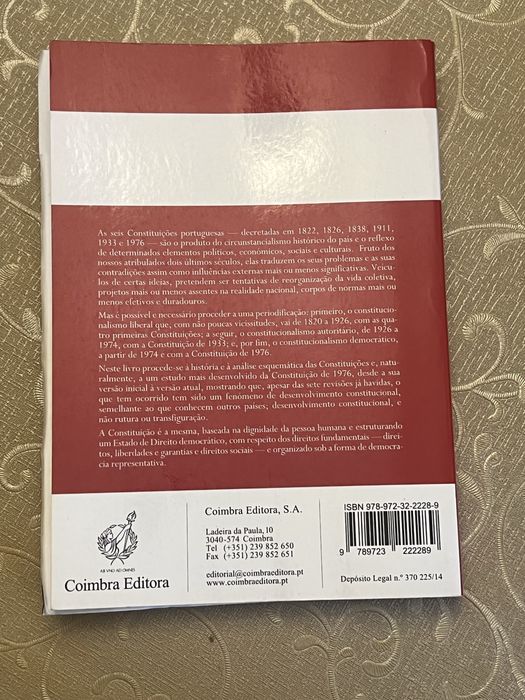 As seis Constituições portuguesas — decretadas em 1822, 1826, 1838, 1911,
1933 e 1976 — são o produto do circunstancialismo histórico do país e o reflexo
de determinados elementos políticos, económicos, sociais e culturais. Fruto dos
nossos atribulados dois últimos séculos, elas traduzem os seus problemas e as suas
contradições assim como influências externas mais ou menos significativas. Veícu-
los de certas ideias, pretendem ser tentativas de reorganização da vida coletiva,
projetos mais ou menos assentes na realidade nacional, corpos de normas mais ou
menos efetivos e duradouros.
Mas é possível e necessário proceder a uma periodificação: primeiro, o constitucio-
nalismo liberal que, com não poucas vicissitudes, vai de 1820 a 1926, com as qua-
tro primeiras Constituições; a seguir, o constitucionalismo autoritário, de 1926 a
1974, com a Constituição de 1933; e, por fim, o constitucionalismo democrático,
a partir de 1974 e com a Constituição de 1976.
Neste livro procede-se à história e à análise esquemática das Constituições e, natu-
ralmente, a um estudo mais desenvolvido da Constituição de 1976, desde a sua
versão inicial à versão atual, mostrando que, apesar das sete revisões já havidas, o
que tem ocorrido tem sido um fenómeno de desenvolvimento constitucional,
semelhante ao que conhecem outros países; desenvolvimento constitucional, e
não rutura ou transfiguração.
A Constituição é a mesma, baseada na dignidade da pessoa humana e estruturando
um Estado de Direito democrático, com respeito dos direitos fundamentais — direi-
tos, liberdades e garantias e direitos sociais — e organizado sob a forma de democra-
cia representativa.
AB VNO AD OMNES
Coimbra Editora
Coimbra Editora, S.A.
Ladeira da Paula, 10
3040-574 Coimbra
Tel (+351) 239 852 650
Fax (+351) 239 852 651
editorial@coimbraeditora.pt
www.coimbraeditora.pt
ISBN 978-972-32-2228-9
9 789723 222289
Depósito Legal n.º 370 225/14